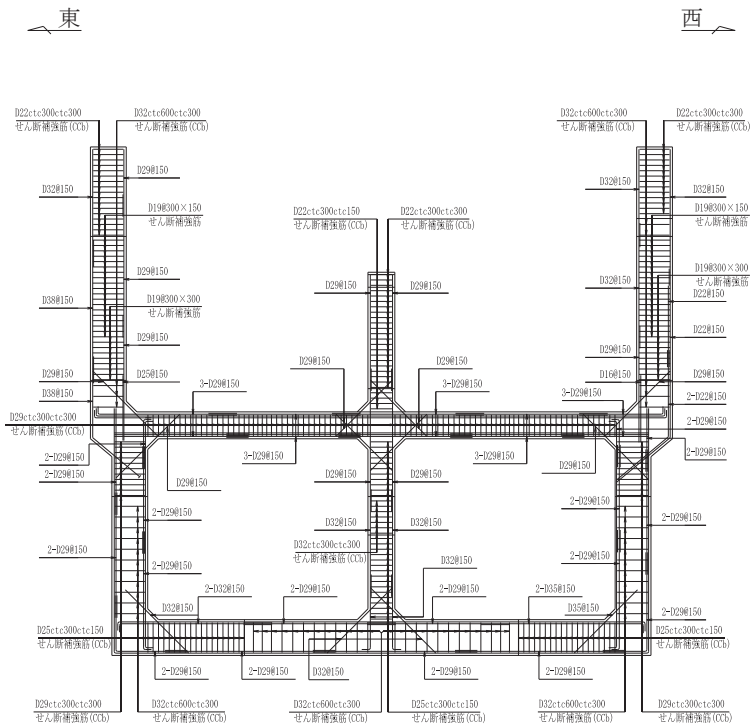 東
西
D22ctc300ctc300
せん断補強筋(CCb)
D32ctc600ctc300
せん断補強筋(CCb)
D32ctc600ctc300
せん断補強筋(CCb)
D22ctc300ctc300
せん断補強筋(CCb)
D29@150
D32@150
D32@150
D32@150
D19@300×150
せん断補強筋
D22ctc300ctc150
せん断補強筋(CCb)
D22ctc300ctc300
せん断補強筋(CCb)
D19@300×150
せん断補強筋
D29@150
D29@150
D29@150
D32@150
D19@300×300
せん断補強筋
D38@150
D19@300×300
せん断補強筋
D22@150
D29@150
D22@150
D29@150
D29@150
D29@150
D29@150
D25@150
D16@150
D29@150
D38@150
3-D29@150
3-D29@150
3-D29@150
2-D22@150
D29ctc300ctc300
せん断補強筋(CCb)
2-D29@150
2-D29@150
3-D29@150
3-D29@150
2-D29@150
2-D29@150
D29@150
D29@150
D29@150
D29@150
2-D29@150
2-D29@150
D32@150
D32@150
2-D29@150
D32ctc300ctc300
せん断補強筋(CCb)
2-D29@150
2-D29@150
D32@150
2-D29@150
2-D32@150
2-D29@150
2-D29@150
2-D35@150
D32@150
D35@150
2-D29@150
D25ctc300ctc150
せん断補強筋(CCb)
D25ctc300ctc150
せん断補強筋(CCb)
2-D29@150
2-D29@150
D32@150
2-D29@150
2-D29@150
D29ctc300ctc300
せん断補強筋(CCb)
D32ctc600ctc300
せん断補強筋(CCb)
D32ctc600ctc300
せん断補強筋(CCb)
D25ctc300ctc150
せん断補強筋(CCb)
D32ctc600ctc300
せん断補強筋(CCb)
D29ctc300ctc300
せん断補強筋(CCb)